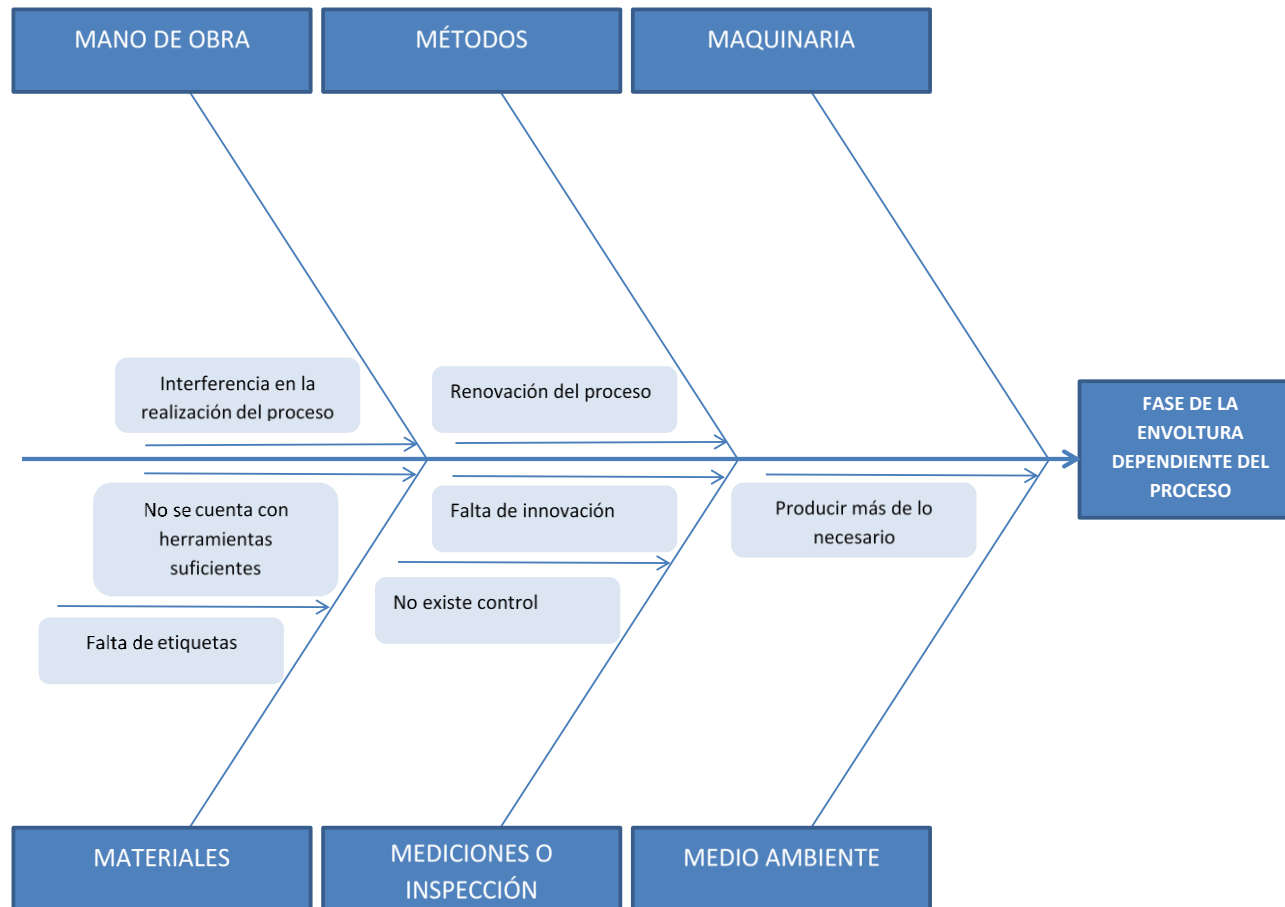 MANO DE OBRA
MÉTODOS
MAQUINARIA
Interferencia en la
realización del proceso
Renovación del proceso
FASE DE LA
ENVOLTURA
DEPENDIENTE DEL
PROCESO
No se cuenta con
herramientas
suficientes
Falta de innovación
Producir más de lo
necesario
No existe control
Falta de etiquetas
MATERIALES
MEDICIONES O
INSPECCIÓN
MEDIO AMBIENTE